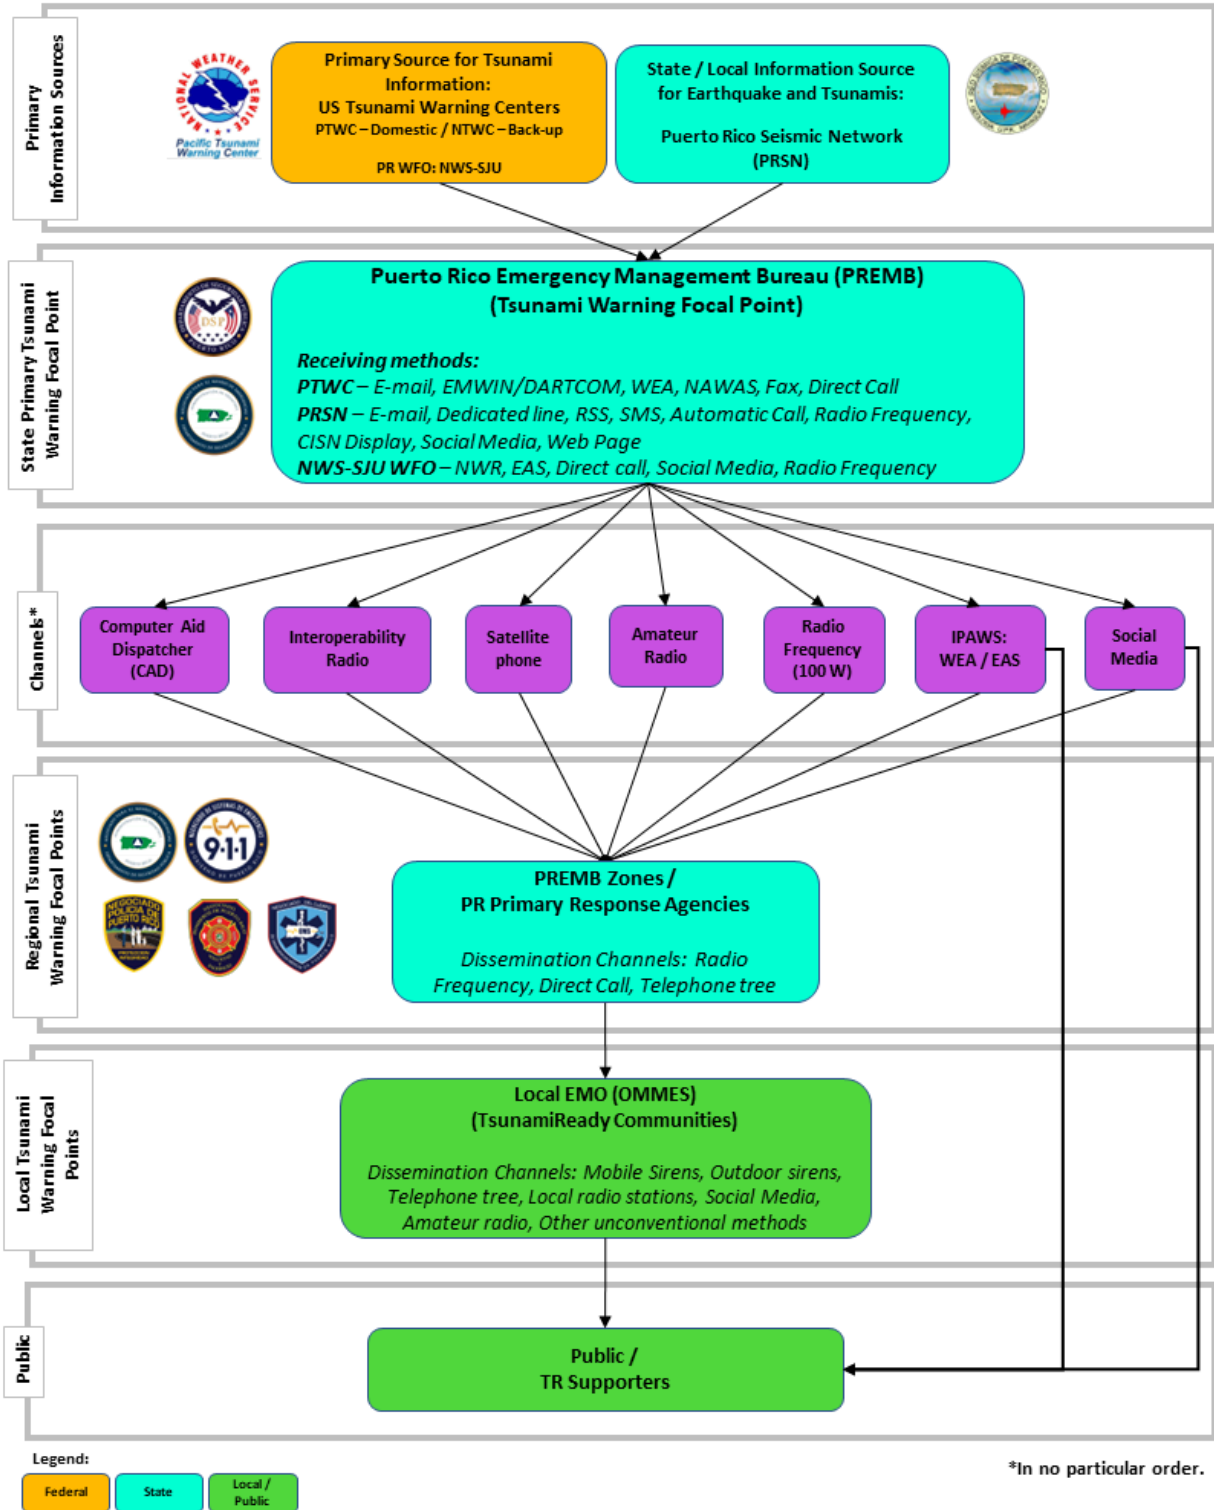 Primary
Information Sources
NATIONAL WEATHER SERVICE
Pacific Tsunami
Warning Center
Primary Source for Tsunami
Information:
US Tsunami Warning Centers
PTWC – Domestic / NTWC – Back-up
PR WFO: NWS-SJU
State / Local Information Source
for Earthquake and Tsunamis:
Puerto Rico Seismic Network
(PRSN)
State Primary Tsunami
Warning Focal Point
DSP
Puerto Rico Emergency Management Bureau (PREMB)
(Tsunami Warning Focal Point)
Receiving methods:
PTWC – E-mail, EMWIN/DARTCOM, WEA, NAWAS, Fax, Direct Call
PRSN – E-mail, Dedicated line, RSS, SMS, Automatic Call, Radio Frequency,
CISN Display, Social Media, Web Page
NWS-SJU WFO – NWR, EAS, Direct call, Social Media, Radio Frequency
Channels*
Computer Aid
Dispatcher
(CAD)
Interoperability
Radio
Satellite
phone
Amateur
Radio
Radio
Frequency
(100 W)
IPAWS:
WEA / EAS
Social
Media
Regional Tsunami
Warning Focal Points
9-1-1
NEGOCIADO
POLICIA DE
PUERTO RICO
PREMB Zones /
PR Primary Response Agencies
Dissemination Channels: Radio
Frequency, Direct Call, Telephone tree
Local Tsunami
Warning Focal
Points
Local EMO (OMMES)
(TsunamiReady Communities)
Dissemination Channels: Mobile Sirens, Outdoor sirens,
Telephone tree, Local radio stations, Social Media,
Amateur radio, Other unconventional methods
Public
Public /
TR Supporters
Legend:
Federal
State
Local /
Public
*In no particular order.